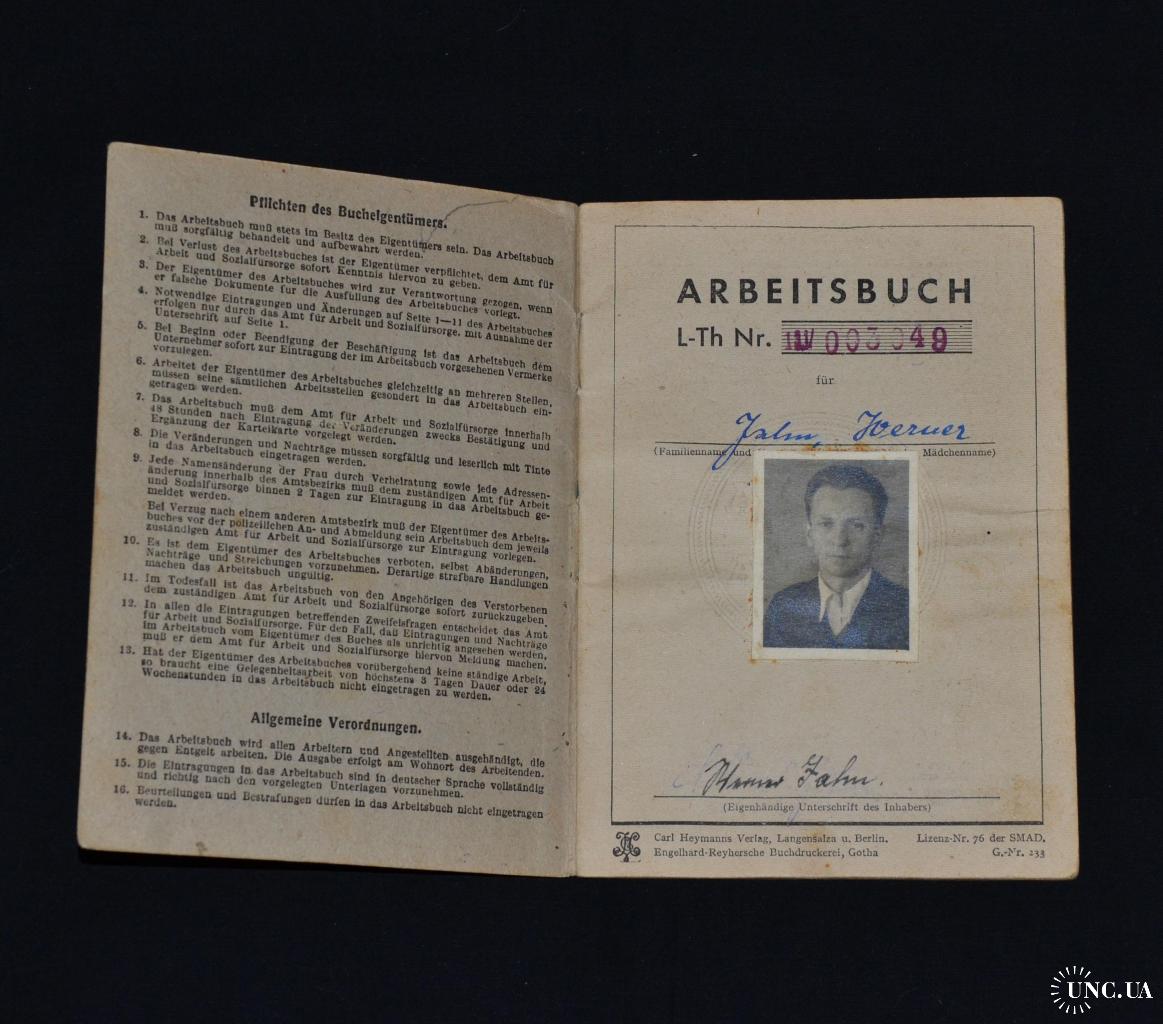 Pflichten des Bucheigentümers.
1. Das Arbeitsbuch muß stets im Besitz des Eigentümers sein. Das Arbeitsbuch
muß sorgfältig behandelt und aufbewahrt werden.
2. Bei Verlust des Arbeitsbuches ist der Eigentümer verpflichtet, dem Amt für
Arbeit und Sozialfürsorge sofort Kenntnis hiervon zu geben.
3. Der Eigentümer des Arbeitsbuches wird zur Verantwortung gezogen, wenn
er falsche Dokumente für die Ausfüllung des Arbeitsbuches vorlegt.
4. Notwendige Eintragungen und Änderungen auf Seite 1—11 des Arbeitsbuches
erfolgen nur durch das Amt für Arbeit und Sozialfürsorge, mit Ausnahme der
Unterschrift auf Seite 1.
5. Bei Beginn oder Beendigung der Beschäftigung ist das Arbeitsbuch dem
Unternehmer sofort zur Eintragung der im Arbeitsbuch vorgesehenen Vermerke
vorzulegen.
6. Arbeitet der Eigentümer des Arbeitsbuches gleichzeitig an mehreren Stellen,
müssen seine sämtlichen Arbeitsstellen gesondert in das Arbeitsbuch ein-
getragen werden.
7. Das Arbeitsbuch muß dem Amt für Arbeit und Sozialfürsorge innerhalb
48 Stunden nach Eintragung der Veränderungen zwecks Bestätigung und
Ergänzung der Karteikarte vorgelegt werden.
8. Die Veränderungen und Nachträge müssen sorgfältig und leserlich mit Tinte
in das Arbeitsbuch eingetragen werden.
9. Jede Namensänderung der Frau durch Verheiratung sowie jede Adressen-
änderung innerhalb des Amtsbezirks muß dem zuständigen Amt für Arbeit
und Sozialfürsorge binnen 2 Tagen zur Eintragung in das Arbeitsbuch ge-
meldet werden.
Bei Verzug nach einem anderen Amtsbezirk muß der Eigentümer des Arbeits-
buches vor der polizeilichen An- und Abmeldung sein Arbeitsbuch dem jeweils
zuständigen Amt für Arbeit und Sozialfürsorge zur Eintragung vorlegen.
10. Es ist dem Eigentümer des Arbeitsbuches verboten, selbst Abänderungen,
Nachträge und Streichungen vorzunehmen. Derartige strafbare Handlungen
machen das Arbeitsbuch ungültig.
11. Im Todesfall ist das Arbeitsbuch von den Angehörigen des Verstorbenen
dem zuständigen Amt für Arbeit und Sozialfürsorge sofort zurückzugeben.
12. In allen die Eintragungen betreffenden Zweifelsfragen entscheidet das Amt
für Arbeit und Sozialfürsorge. Für den Fall, daß Eintragungen und Nachträge
im Arbeitsbuch vom Eigentümer des Buches als unrichtig angesehen werden,
muß er dem Amt für Arbeit und Sozialfürsorge hiervon Meldung machen.
13. Hat der Eigentümer des Arbeitsbuches vorübergehend keine ständige Arbeit,
so braucht eine Gelegenheitsarbeit von höchstens 3 Tagen Dauer oder 24
Wochenstunden in das Arbeitsbuch nicht eingetragen zu werden.
Allgemeine Verordnungen.
14. Das Arbeitsbuch wird allen Arbeitern und Angestellten ausgehändigt, die
gegen Entgelt arbeiten. Die Ausgabe erfolgt am Wohnort des Arbeitenden.
15. Die Eintragungen in das Arbeitsbuch sind in deutscher Sprache vollständig
und richtig nach den vorgelegten Unterlagen vorzunehmen.
16. Beurteilungen und Bestrafungen dürfen in das Arbeitsbuch nicht eingetragen
werden.
ARBEITSBUCH
L-Th Nr. 003049
für
Jahn, Werner
(Familienname und Mädchenname)
Werner Jahn.
(Eigenhändige Unterschrift des Inhabers)
Carl Heymanns Verlag, Langensalza u. Berlin. Lizenz-Nr. 76 der SMAD.
Engelhard-Reyhersche Buchdruckerei, Gotha G.-Nr. 233
UNC.UA